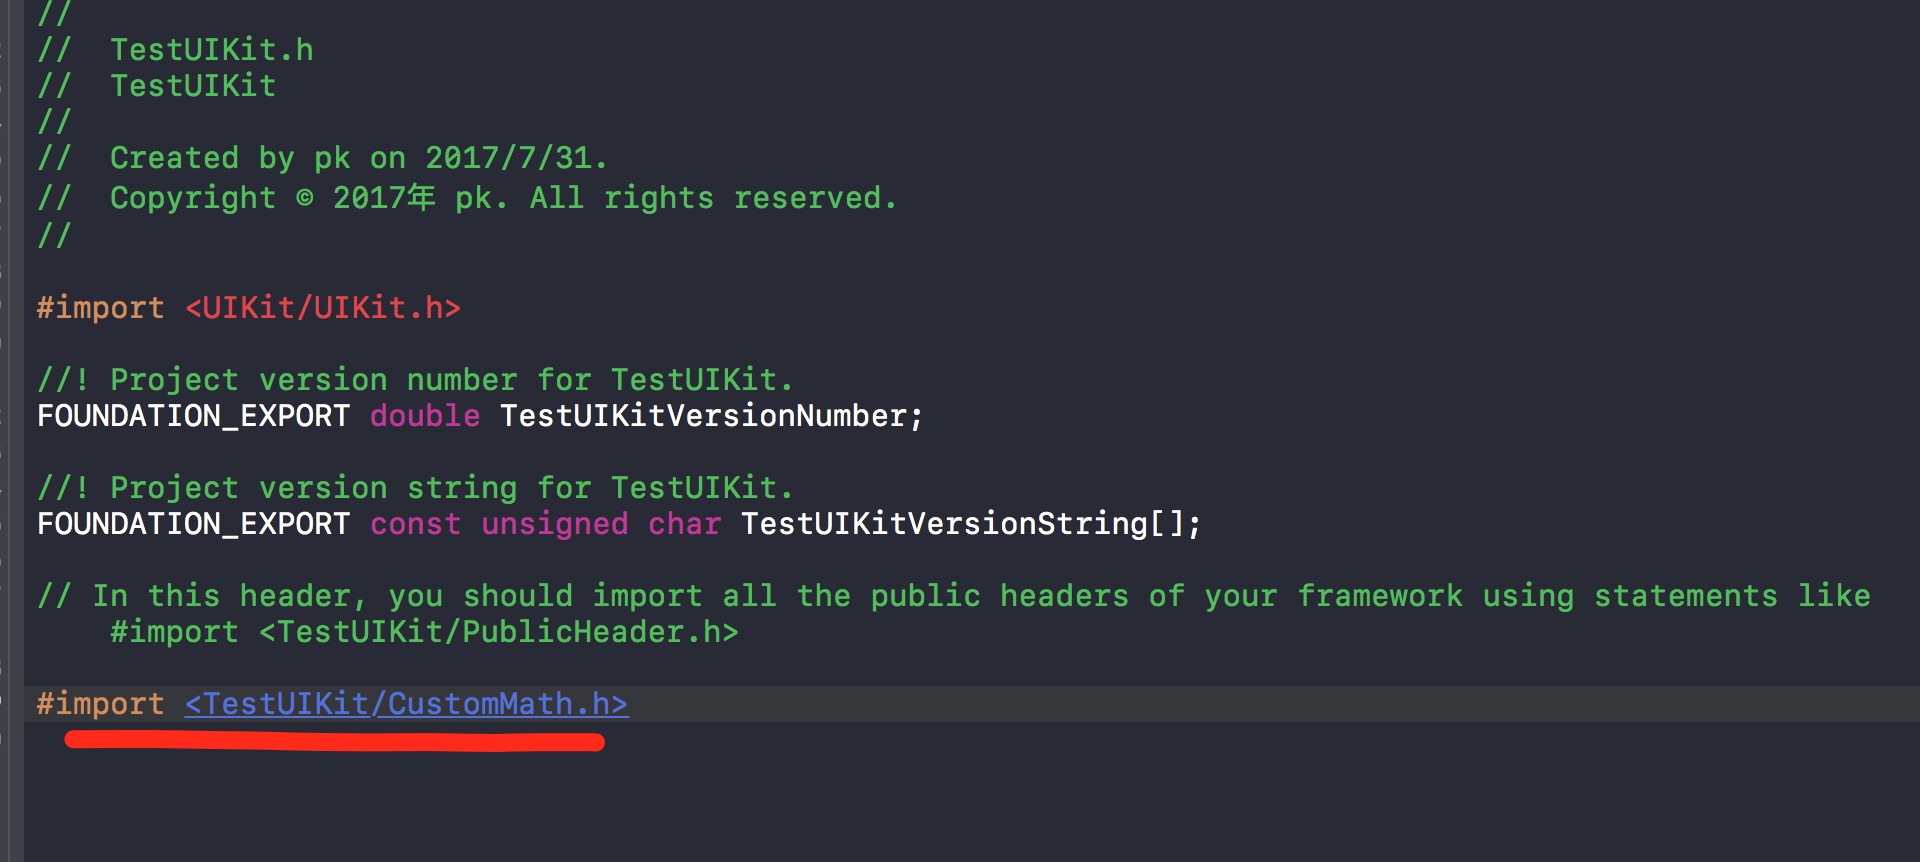 //
//  TestUIKit.h
//  TestUIKit
//
//  Created by pk on 2017/7/31.
//  Copyright © 2017年 pk. All rights reserved.
//
#import <UIKit/UIKit.h>
//! Project version number for TestUIKit.
FOUNDATION_EXPORT double TestUIKitVersionNumber;
//! Project version string for TestUIKit.
FOUNDATION_EXPORT const unsigned char TestUIKitVersionString[];
// In this header, you should import all the public headers of your framework using statements like
#import <TestUIKit/PublicHeader.h>
#import <TestUIKit/CustomMath.h>